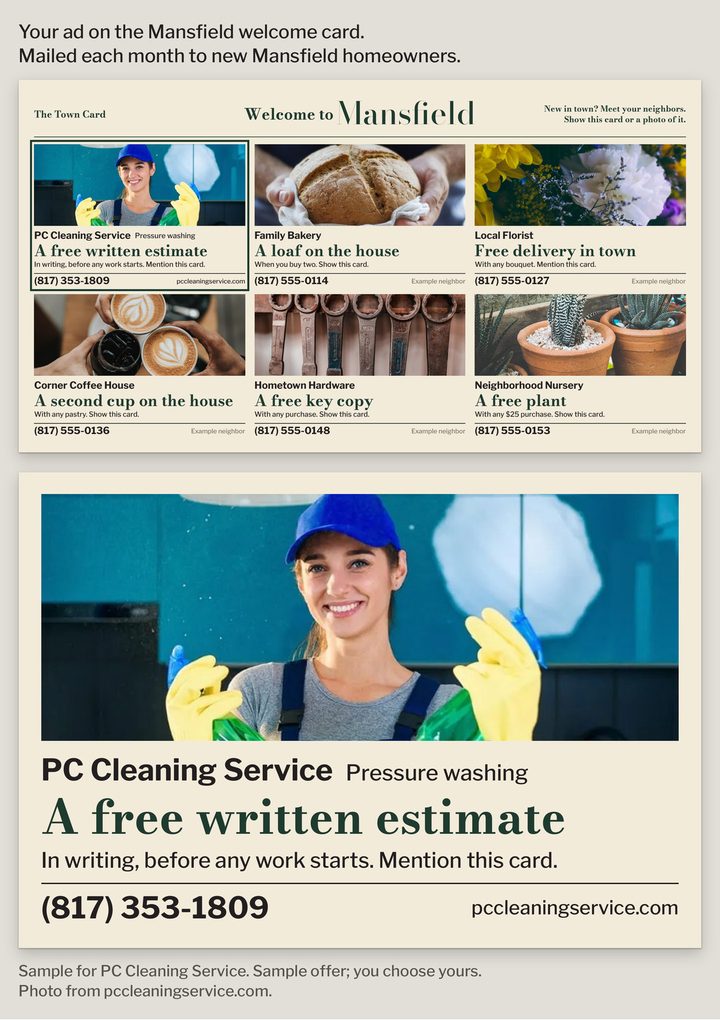 Your ad on the Mansfield welcome card.
Mailed each month to new Mansfield homeowners.
The Town Card
Welcome to Mansfield
New in town? Meet your neighbors.
Show this card or a photo of it.
PC Cleaning Service Pressure washing
A free written estimate
In writing, before any work starts. Mention this card.
(817) 353-1809 pccleaningservice.com
Family Bakery
A loaf on the house
When you buy two. Show this card.
(817) 555-0114 Example neighbor
Local Florist
Free delivery in town
With any bouquet. Mention this card.
(817) 555-0127 Example neighbor
Corner Coffee House
A second cup on the house
With any pastry. Show this card.
(817) 555-0136 Example neighbor
Hometown Hardware
A free key copy
With any purchase. Show this card.
(817) 555-0148 Example neighbor
Neighborhood Nursery
A free plant
With any $25 purchase. Show this card.
(817) 555-0153 Example neighbor
PC Cleaning Service Pressure washing
A free written estimate
In writing, before any work starts. Mention this card.
(817) 353-1809 pccleaningservice.com
Sample for PC Cleaning Service. Sample offer; you choose yours.
Photo from pccleaningservice.com.